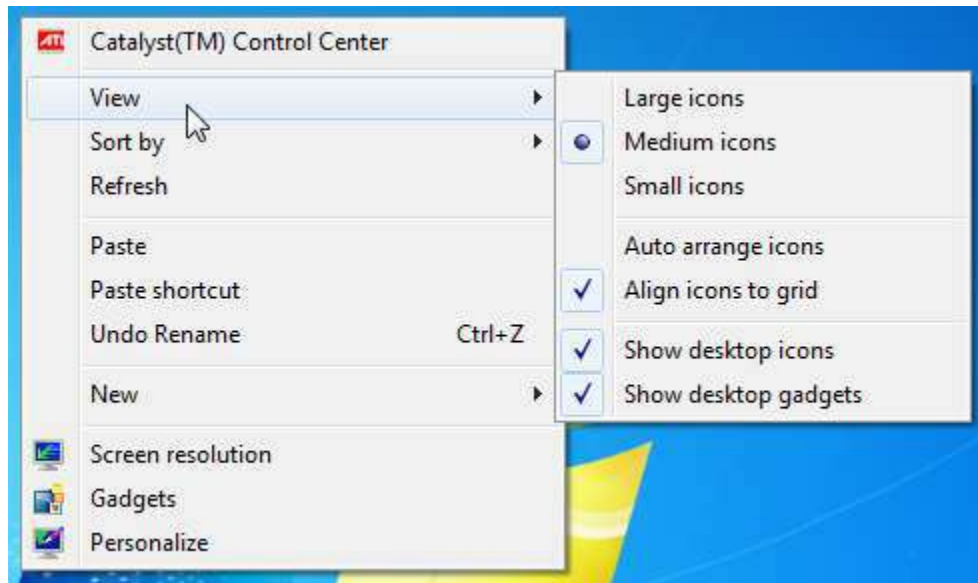 ATI Catalyst(TM) Control Center
View
Sort by
Refresh
Paste
Paste shortcut
Undo Rename Ctrl+Z
New
Screen resolution
Gadgets
Personalize
Large icons
Medium icons
Small icons
Auto arrange icons
Align icons to grid
Show desktop icons
Show desktop gadgets